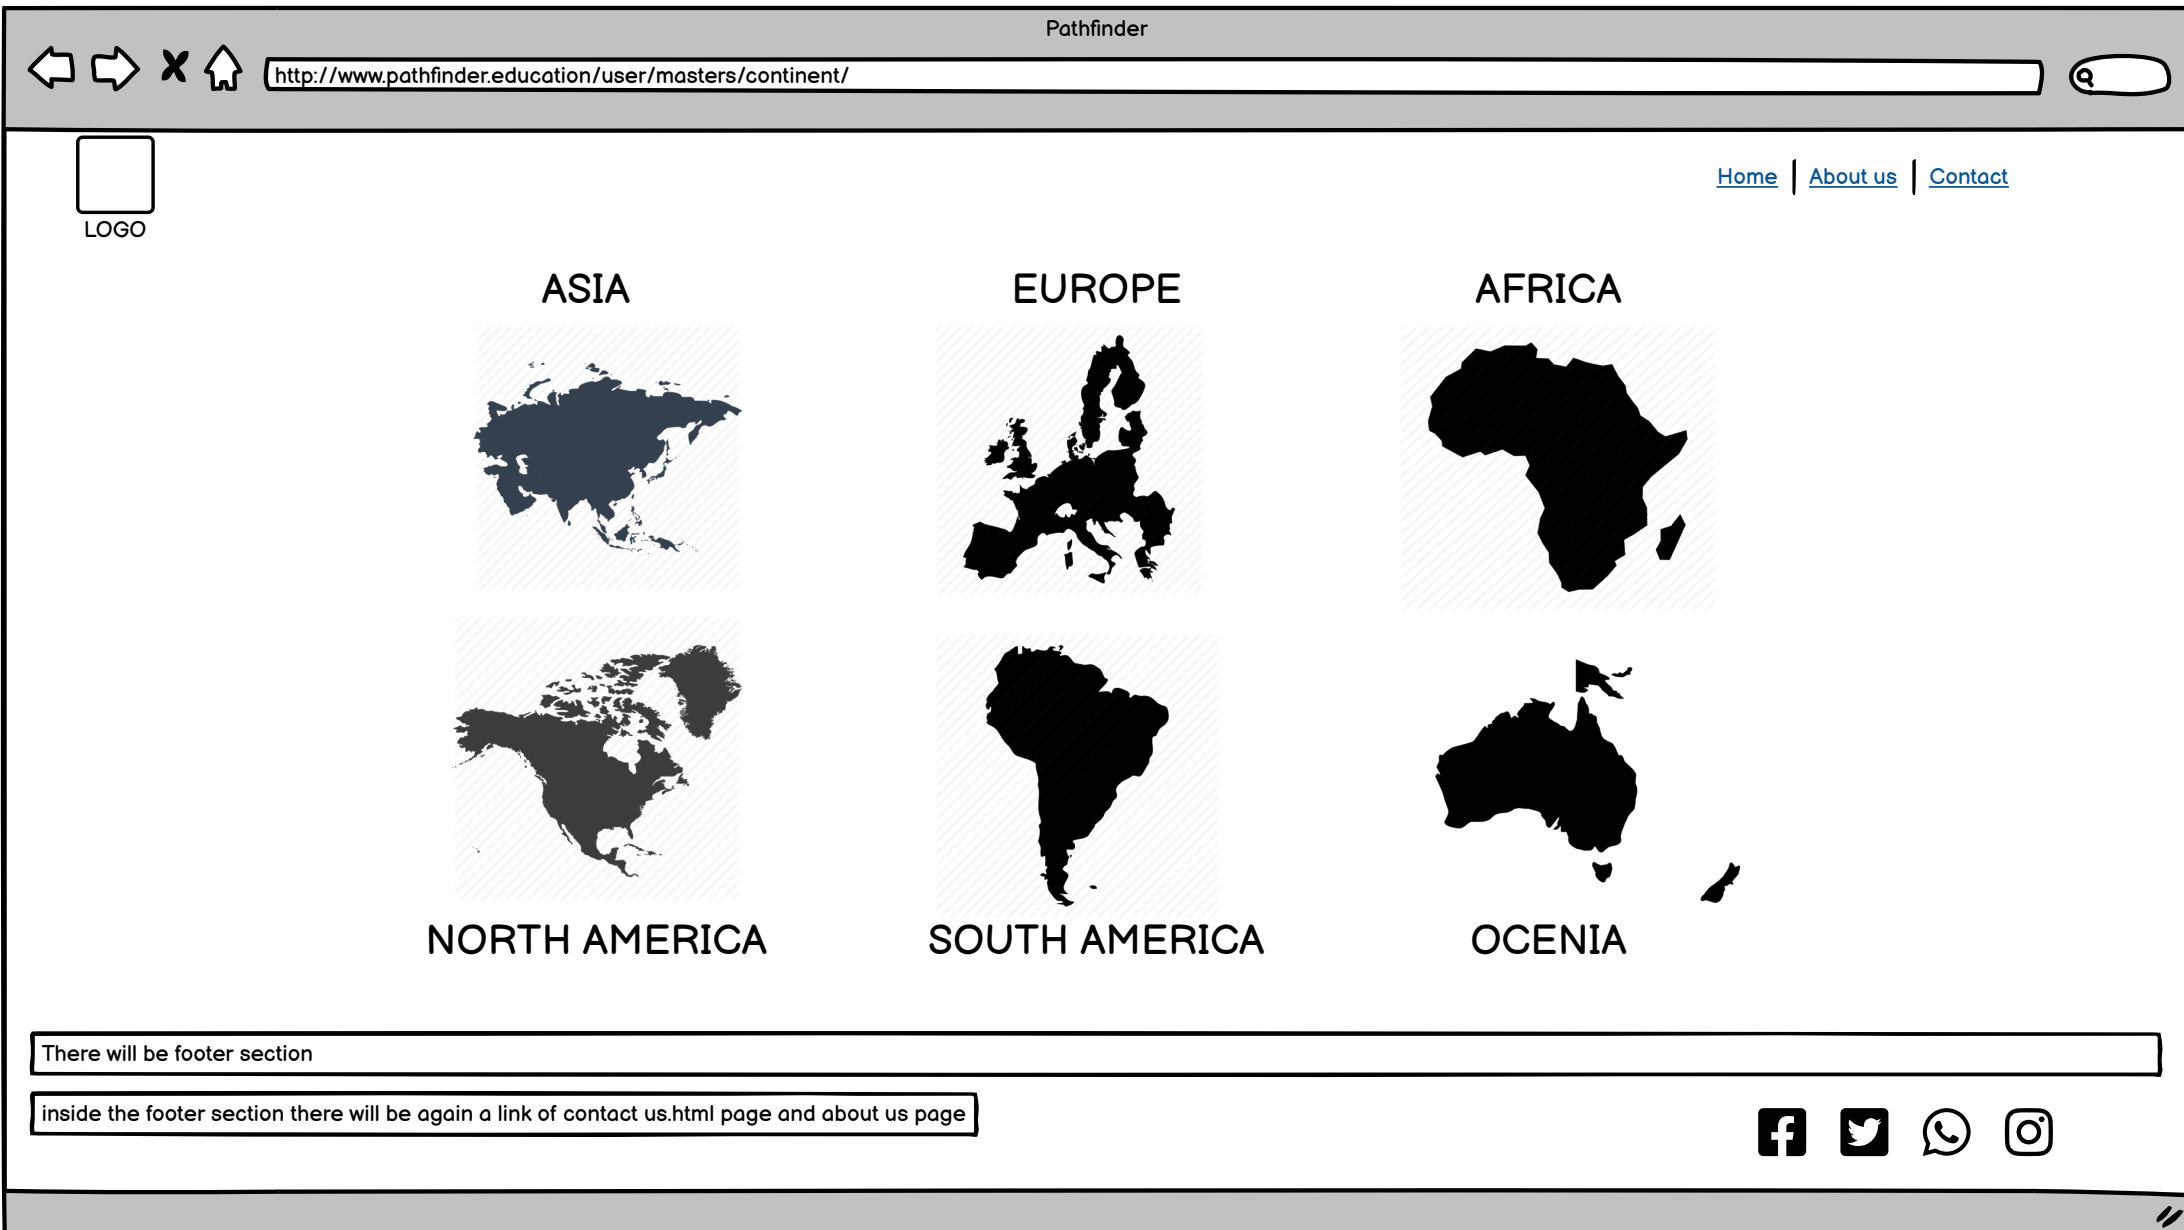 Pathfinder
http://www.pathfinder.education/user/masters/continent/
LOGO
Home
About us
Contact
ASIA
EUROPE
AFRICA
NORTH AMERICA
SOUTH AMERICA
OCENIA
There will be footer section
inside the footer section there will be again a link of contact us.html page and about us page